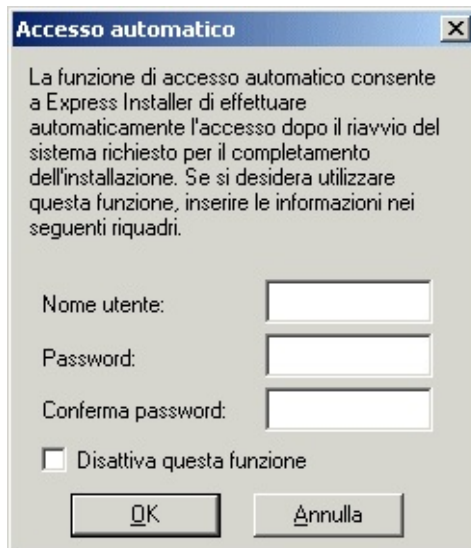 Accesso automatico
La funzione di accesso automatico consente
a Express Installer di effettuare
automaticamente l'accesso dopo il riavvio del
sistema richiesto per il completamento
dell'installazione. Se si desidera utilizzare
questa funzione, inserire le informazioni nei
seguenti riquadri.
Nome utente:
Password:
Conferma password:
Disattiva questa funzione
OK Annulla